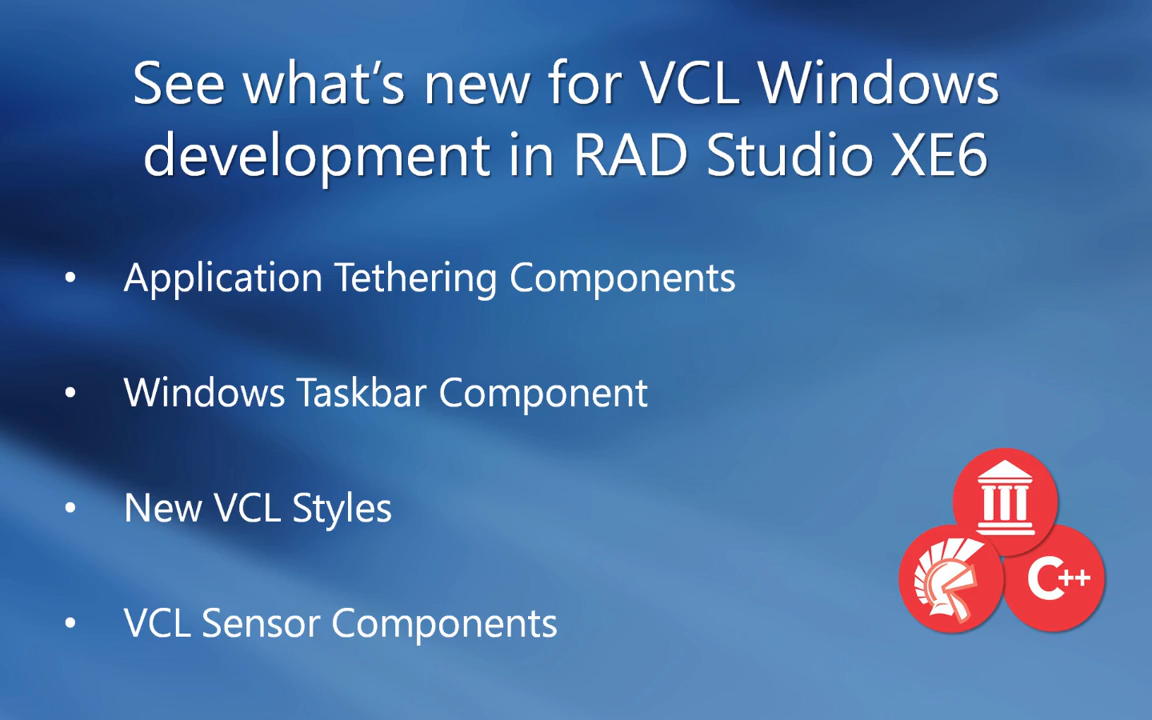 See what's new for VCL Windows
development in RAD Studio XE6
• Application Tethering Components
• Windows Taskbar Component
• New VCL Styles
• VCL Sensor Components
C++